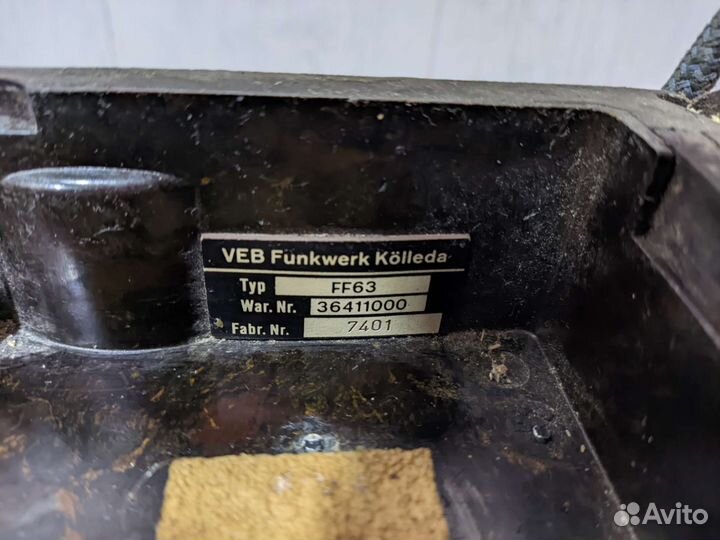 VEB Funkwerk Kölleda
Typ FF63
War. Nr. 36411000
Fabr. Nr. 7401
Avito